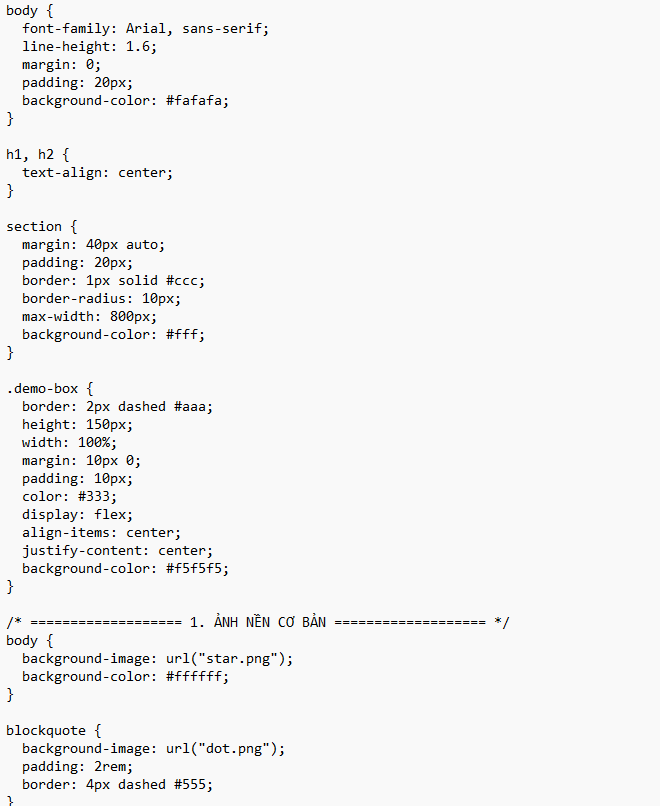 body {
  font-family: Arial, sans-serif;
  line-height: 1.6;
  margin: 0;
  padding: 20px;
  background-color: #fafafa;
}

h1, h2 {
  text-align: center;
}

section {
  margin: 40px auto;
  padding: 20px;
  border: 1px solid #ccc;
  border-radius: 10px;
  max-width: 800px;
  background-color: #fff;
}

.demo-box {
  border: 2px dashed #aaa;
  height: 150px;
  width: 100%;
  margin: 10px 0;
  padding: 10px;
  color: #333;
  display: flex;
  align-items: center;
  justify-content: center;
  background-color: #f5f5f5;
}

/* =================== 1. ẢNH NỀN CƠ BẢN =================== */
body {
  background-image: url("star.png");
  background-color: #ffffff;
}

blockquote {
  background-image: url("dot.png");
  padding: 2rem;
  border: 4px dashed #555;
}